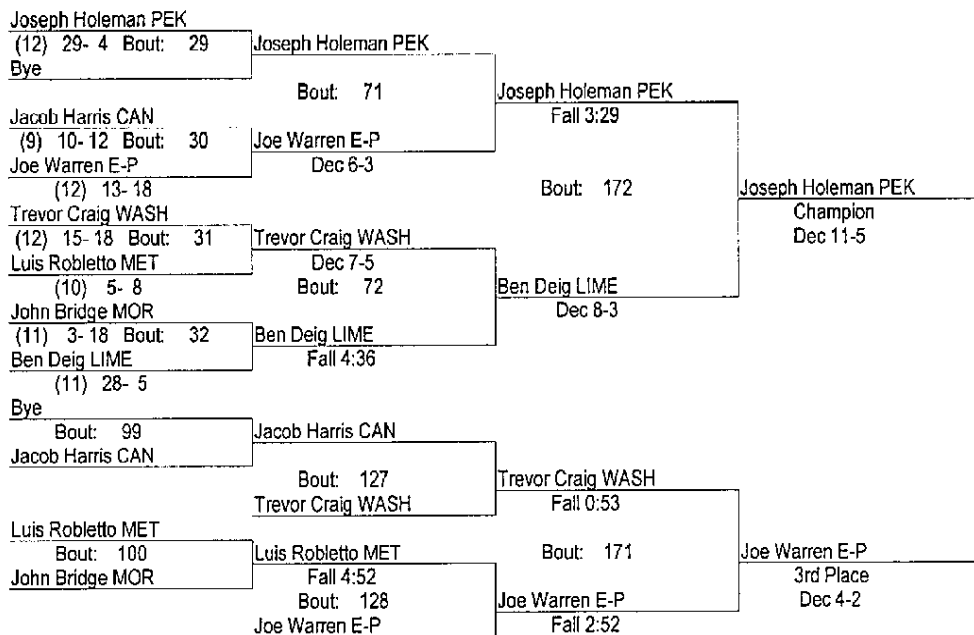 Joseph Holeman PEK
(12) 29- 4 Bout: 29
Bye
Joseph Holeman PEK
Bout: 71
Jacob Harris CAN
(9) 10- 12 Bout: 30
Joe Warren E-P
(12) 13- 18
Joe Warren E-P
Dec 6-3
Joseph Holeman PEK
Fall 3:29
Bout: 172
Trevor Craig WASH
(12) 15- 18 Bout: 31
Luis Robletto MET
(10) 5- 8
Trevor Craig WASH
Dec 7-5
Bout: 72
John Bridge MOR
(11) 3- 18 Bout: 32
Ben Deig LIME
(11) 28- 5
Ben Deig LIME
Fall 4:36
Ben Deig LIME
Dec 8-3
Joseph Holeman PEK
Champion
Dec 11-5
Bye
Bout: 99
Jacob Harris CAN
Jacob Harris CAN
Bout: 127
Trevor Craig WASH
Trevor Craig WASH
Fall 0:53
Bout: 171
Luis Robletto MET
Bout: 100
John Bridge MOR
Luis Robletto MET
Fall 4:52
Bout: 128
Joe Warren E-P
Joe Warren E-P
Fall 2:52
Joe Warren E-P
3rd Place
Dec 4-2